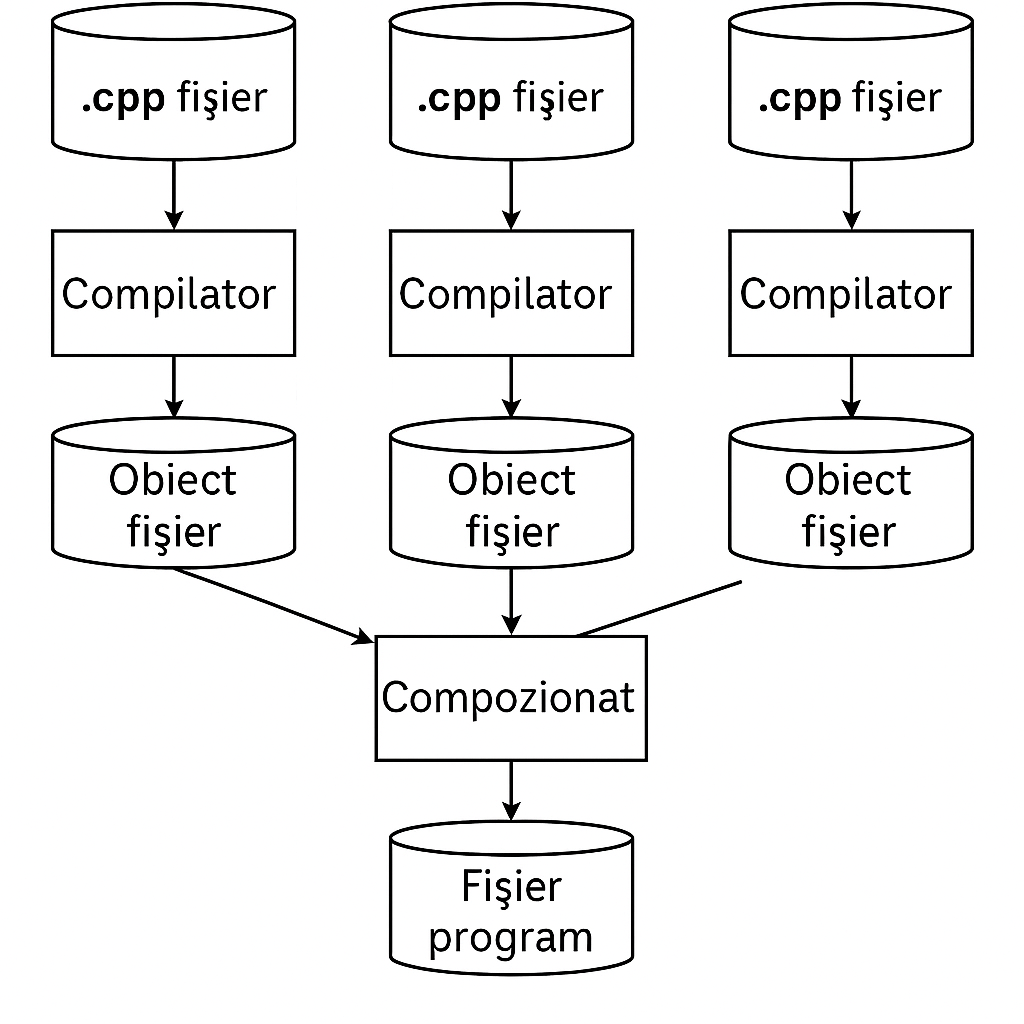 .cpp fişier
.cpp fişier
.cpp fişier
Compilator
Compilator
Compilator
Obiect
fişier
Obiect
fişier
Obiect
fişier
Compozionat
Fişier
program